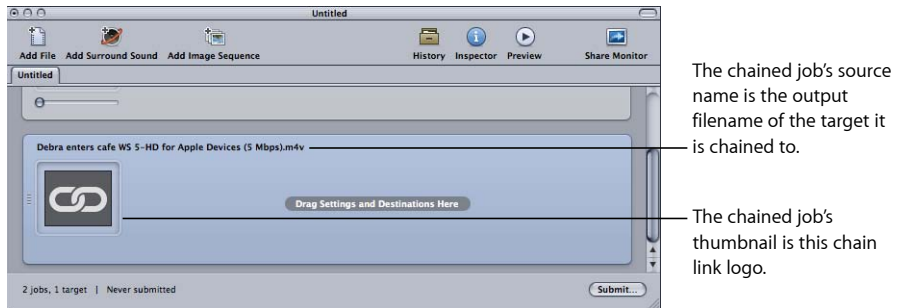 Untitled
Add File Add Surround Sound Add Image Sequence History Inspector Preview Share Monitor
Untitled
Debra enters cafe WS 5-HD for Apple Devices (5 Mbps).m4v
Drag Settings and Destinations Here
2 jobs, 1 target | Never submitted
Submit...
The chained job's source
name is the output
filename of the target it
is chained to.
The chained job's
thumbnail is this chain
link logo.